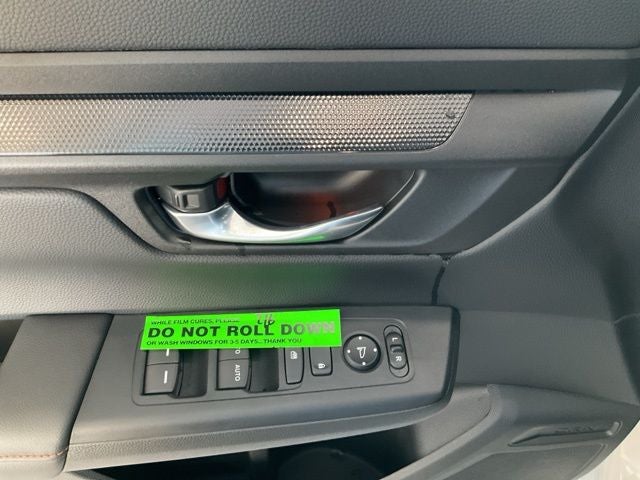 WHILE FILM CURES, PLEASE
DO NOT ROLL DOWN
OR WASH WINDOWS FOR 3-5 DAYS.. THANK YOU
AUTO
L
R